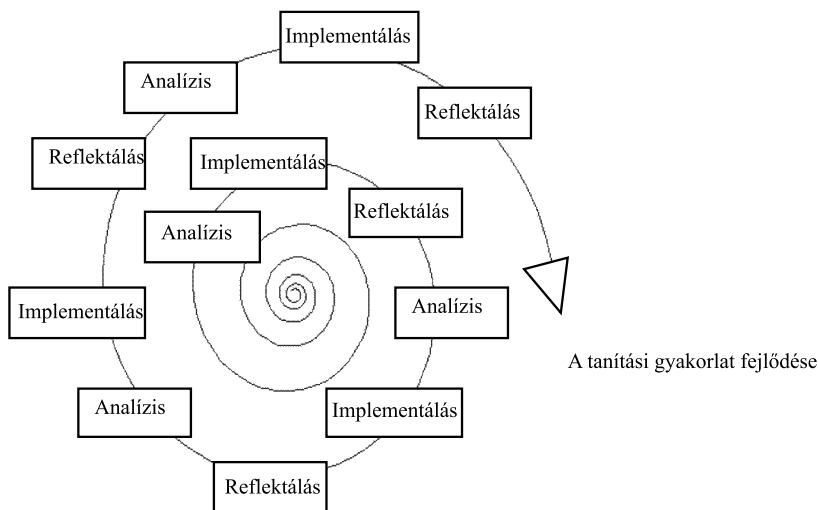 Implementálás
Analízis
Reflektálás
Reflektálás
Implementálás
Reflektálás
Analízis
Implementálás
Analízis
A tanítási gyakorlat fejlődése
Analízis
Implementálás
Reflektálás